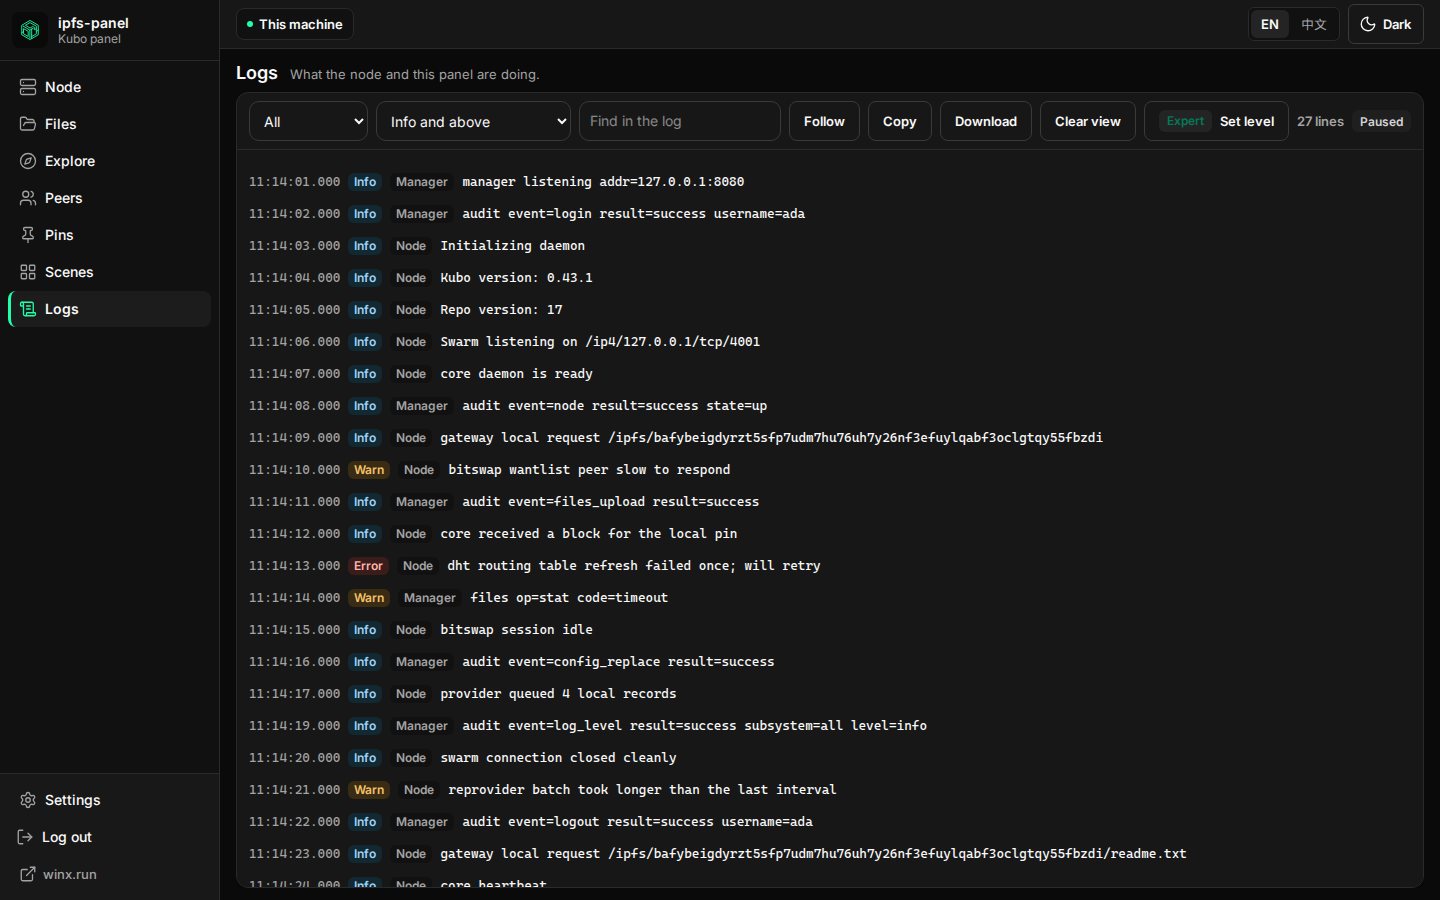 ipfs-panel
Kubo panel
Node
Files
Explore
Peers
Pins
Scenes
Logs
Settings
Log out
winx.run
This machine
EN 中文 Dark
Logs What the node and this panel are doing.
All Info and above Find in the log Follow Copy Download Clear view Expert Set level 27 lines Paused
11:14:01.000 Info Manager manager listening addr=127.0.0.1:8080
11:14:02.000 Info Manager audit event=login result=success username=ada
11:14:03.000 Info Node Initializing daemon
11:14:04.000 Info Node Kubo version: 0.43.1
11:14:05.000 Info Node Repo version: 17
11:14:06.000 Info Node Swarm listening on /ip4/127.0.0.1/tcp/4001
11:14:07.000 Info Node core daemon is ready
11:14:08.000 Info Manager audit event=node result=success state=up
11:14:09.000 Info Node gateway local request /ipfs/bafybeigdyrzt5sfp7udm7hu76uh7y26nf3efuylqabf3oclgtqy55fbzdi
11:14:10.000 Warn Node bitswap wantlist peer slow to respond
11:14:11.000 Info Manager audit event=files_upload result=success
11:14:12.000 Info Node core received a block for the local pin
11:14:13.000 Error Node dht routing table refresh failed once; will retry
11:14:14.000 Warn Manager files op=stat code=timeout
11:14:15.000 Info Node bitswap session idle
11:14:16.000 Info Manager audit event=config_replace result=success
11:14:17.000 Info Node provider queued 4 local records
11:14:19.000 Info Manager audit event=log_level result=success subsystem=all level=info
11:14:20.000 Info Node swarm connection closed cleanly
11:14:21.000 Warn Node reprovider batch took longer than the last interval
11:14:22.000 Info Manager audit event=logout result=success username=ada
11:14:23.000 Info Node gateway local request /ipfs/bafybeigdyrzt5sfp7udm7hu76uh7y26nf3efuylqabf3oclgtqy55fbzdi/readme.txt
11:14:24.000 Info Node core heartbeat